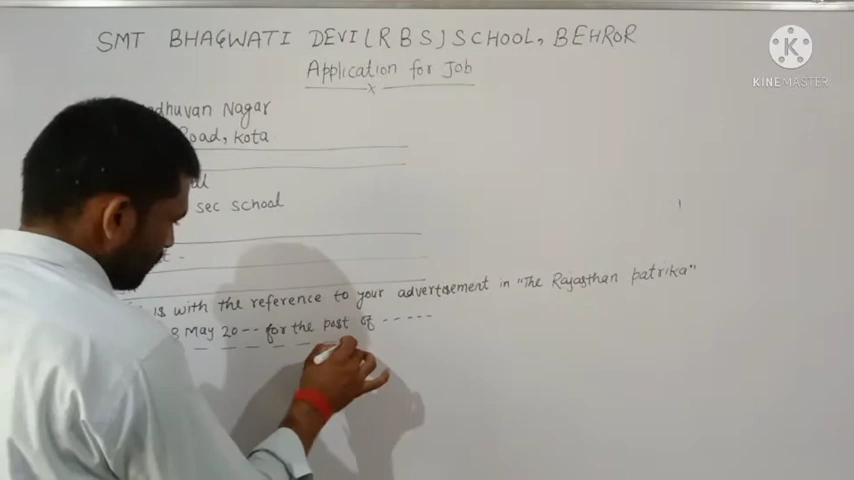 SMT BHAGWATI DEVI (R B S) SCHOOL, BEHROR
Application for Job
x
KINEMASTER
Nagar
Road, Kota
sec school
is with the reference to your advertisement in "The Rajasthan patrika"
8 May 20-- for the post of -----